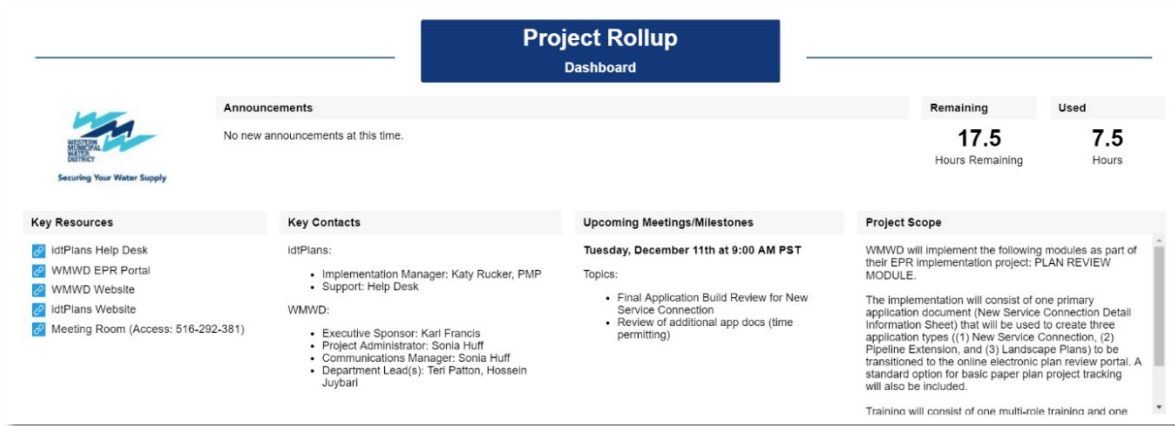 Project Rollup
Dashboard
WESTERN
MUNICIPAL
WATER
DISTRICT
Securing Your Water Supply
Announcements
No new announcements at this time.
Remaining
17.5
Hours Remaining
Used
7.5
Hours
Key Resources
idtPlans Help Desk
WMWD EPR Portal
WMWD Website
idtPlans Website
Meeting Room (Access: 516-292-381)
Key Contacts
idtPlans:
• Implementation Manager: Katy Rucker, PMP
• Support: Help Desk
WMWD:
• Executive Sponsor: Karl Francis
• Project Administrator: Sonia Huff
• Communications Manager: Sonia Huff
• Department Lead(s): Teri Patton, Hossein
Juybari
Upcoming Meetings/Milestones
Tuesday, December 11th at 9:00 AM PST
Topics:
• Final Application Build Review for New
Service Connection
• Review of additional app docs (time
permitting)
Project Scope
WMWD will implement the following modules as part of
their EPR implementation project: PLAN REVIEW
MODULE.
The implementation will consist of one primary
application document (New Service Connection Detail
Information Sheet) that will be used to create three
application types ((1) New Service Connection, (2)
Pipeline Extension, and (3) Landscape Plans) to be
transitioned to the online electronic plan review portal. A
standard option for basic paper plan project tracking
will also be included.
Training will consist of one multi-role training and one